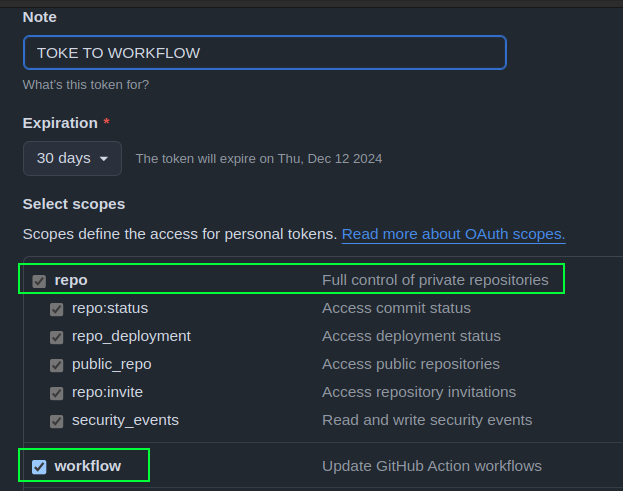 Note
TOKE TO WORKFLOW
What's this token for?
Expiration *
30 days The token will expire on Thu, Dec 12 2024
Select scopes
Scopes define the access for personal tokens. Read more about OAuth scopes.
repo Full control of private repositories
repo:status Access commit status
repo_deployment Access deployment status
public_repo Access public repositories
repo:invite Access repository invitations
security_events Read and write security events
workflow Update GitHub Action workflows